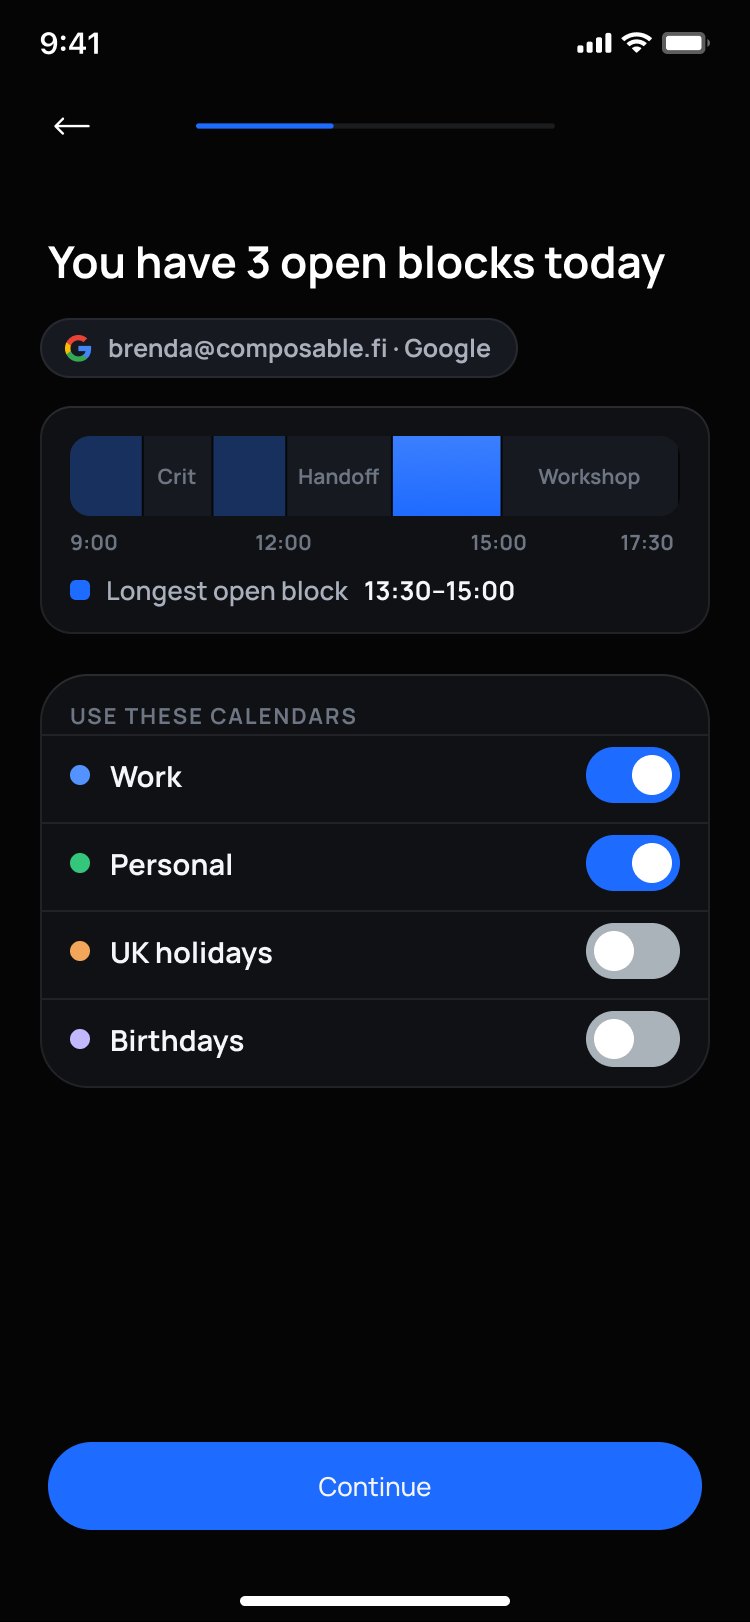 9:41
You have 3 open blocks today
brenda@composable.fi · Google
Crit Handoff Workshop
9:00 12:00 15:00 17:30
Longest open block 13:30–15:00
USE THESE CALENDARS
Work
Personal
UK holidays
Birthdays
Continue